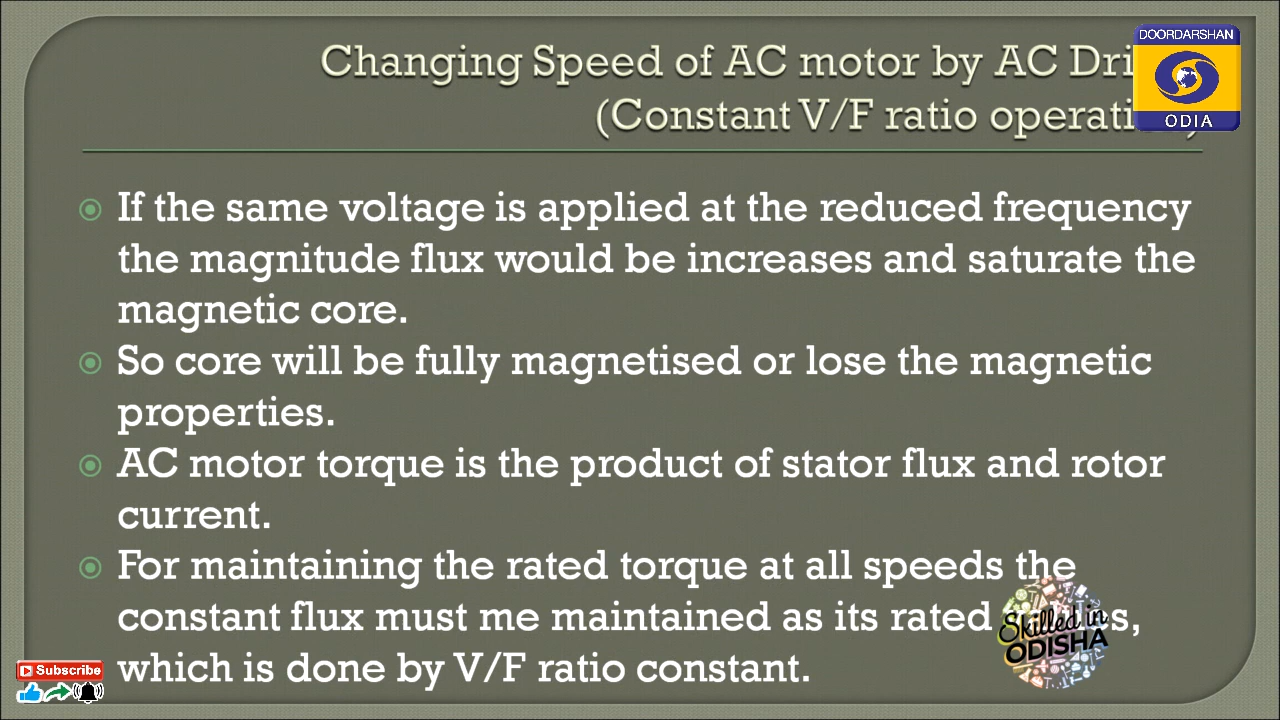 Changing Speed of AC motor by AC
(Constant V/F ratio
DOORDARSHAN
ODIA
If the same voltage is applied at the reduced frequency
the magnitude flux would be increases and saturate the
magnetic core.
So core will be fully magnetised or lose the magnetic
properties.
AC motor torque is the product of stator flux and rotor
current.
For maintaining the rated torque at all speeds the
constant flux must me maintained as its rated
which is done by V/F ratio constant.
Skilled in
ODISHA
Subscribe